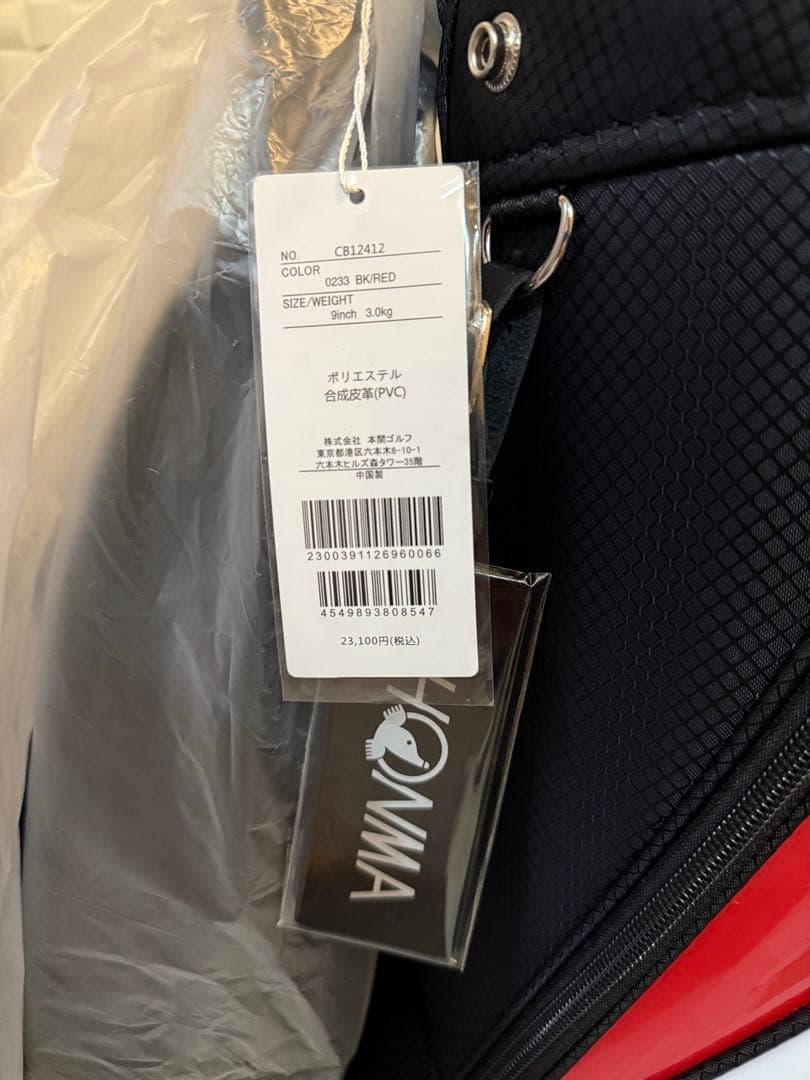 NO. CB12412
COLOR
0233 BK/RED
SIZE/WEIGHT
9inch 3.0kg
ポリエステル
合成皮革(PVC)
株式会社 本間ゴルフ
東京都港区六本木6-10-1
六本木ヒルズ森タワー35階
中国製
2300391126960066
4549893808547
23,100円(税込)
HONMA